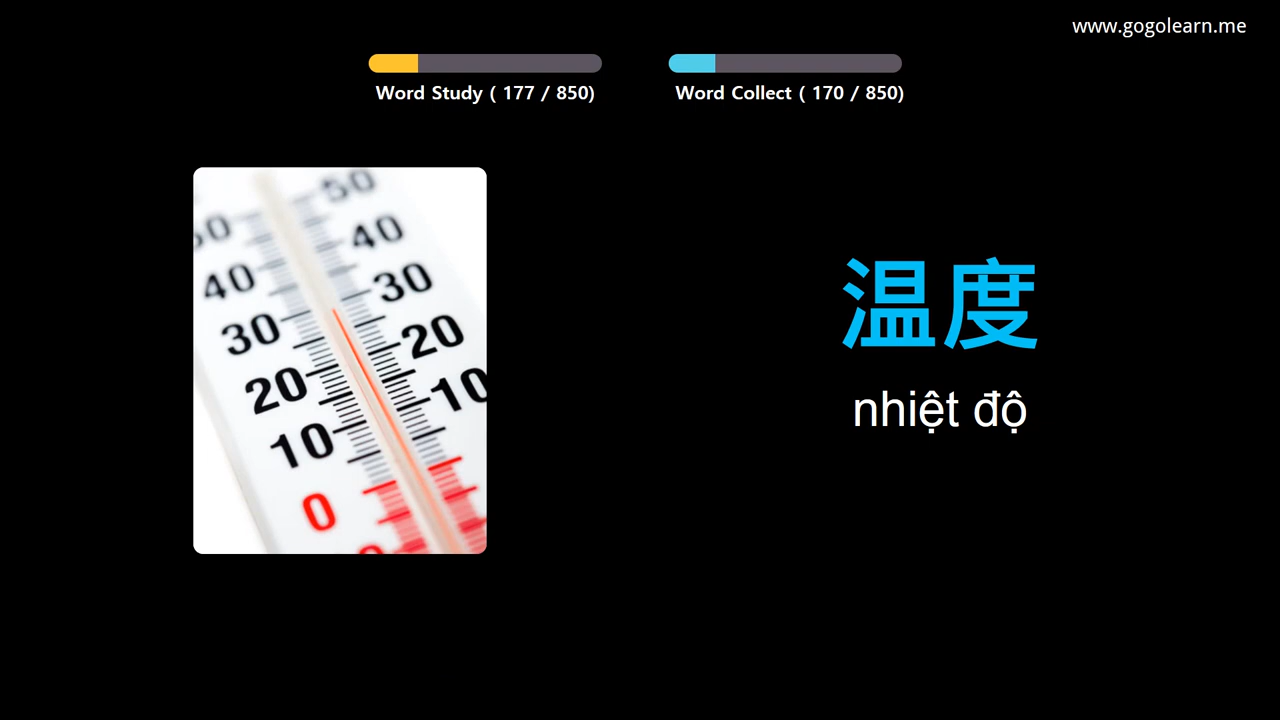 www.gogolearn.me
Word Study ( 177 / 850)
Word Collect ( 170 / 850)
50
40
30
20
10
40
30
20
10
0
温度
nhiệt độ